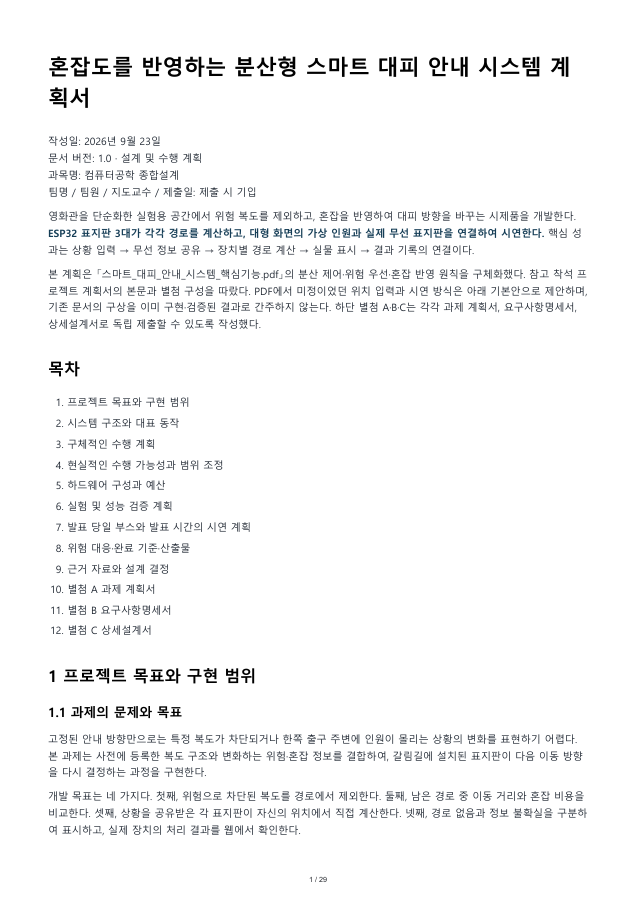 혼잡도를 반영하는 분산형 스마트 대피 안내 시스템 계
획서
작성일: 2026년 9월 23일
문서 버전: 1.0 · 설계 및 수행 계획
과목명: 컴퓨터공학 종합설계
팀명 / 팀원 / 지도교수 / 제출일: 제출 시 기입
영화관을 단순화한 실험용 공간에서 위험 복도를 제외하고, 혼잡을 반영하여 대피 방향을 바꾸는 시제품을 개발한다.
ESP32 표지판 3대가 각각 경로를 계산하고, 대형 화면의 가상 인원과 실제 무선 표지판을 연결하여 시연한다. 핵심 성
과는 상황 입력 → 무선 정보 공유 → 장치별 경로 계산 → 실물 표시 → 결과 기록의 연결이다.
본 계획은 「스마트_대피_안내_시스템_핵심기능.pdf」의 분산 제어·위험 우선·혼잡 반영 원칙을 구체화했다. 참고 착석 프
로젝트 계획서의 본문과 별첨 구성을 따랐다. PDF에서 미정이었던 위치 입력과 시연 방식은 아래 기본안으로 제안하며,
기존 문서의 구상을 이미 구현·검증된 결과로 간주하지 않는다. 하단 별첨 A·B·C는 각각 과제 계획서, 요구사항명세서,
상세설계서로 독립 제출할 수 있도록 작성했다.
목차
1. 프로젝트 목표와 구현 범위
2. 시스템 구조와 대표 동작
3. 구체적인 수행 계획
4. 현실적인 수행 가능성과 범위 조정
5. 하드웨어 구성과 예산
6. 실험 및 성능 검증 계획
7. 발표 당일 부스와 발표 시간의 시연 계획
8. 위험 대응·완료 기준·산출물
9. 근거 자료와 설계 결정
10. 별첨 A 과제 계획서
11. 별첨 B 요구사항명세서
12. 별첨 C 상세설계서
1 프로젝트 목표와 구현 범위
1.1 과제의 문제와 목표
고정된 안내 방향만으로는 특정 복도가 차단되거나 한쪽 출구 주변에 인원이 몰리는 상황의 변화를 표현하기 어렵다.
본 과제는 사전에 등록한 복도 구조와 변화하는 위험·혼잡 정보를 결합하여, 갈림길에 설치된 표지판이 다음 이동 방향
을 다시 결정하는 과정을 구현한다.
개발 목표는 네 가지다. 첫째, 위험으로 차단된 복도를 경로에서 제외한다. 둘째, 남은 경로 중 이동 거리와 혼잡 비용을
비교한다. 셋째, 상황을 공유받은 각 표지판이 자신의 위치에서 직접 계산한다. 넷째, 경로 없음과 정보 불확실을 구분하
여 표시하고, 실제 장치의 처리 결과를 웹에서 확인한다.
1 / 29